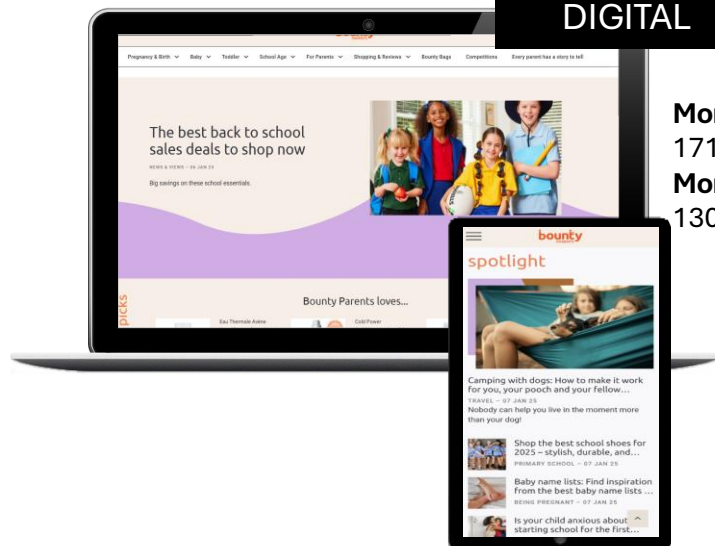 DIGITAL
bounty
Pregnancy & Birth
Baby
Toddler
School Age
For Parents
Shopping & Reviews
Bounty Bags
Competitions
Every parent has a story to tell
The best back to school
sales deals to shop now
NEWS & VIEWS – 06 JAN 25
Big savings on these school essentials.
picks
Bounty Parents loves...
Eau Thermale Avène
Cold Power
Mor
171
Mor
130
bounty
spotlight
Camping with dogs: How to make it work
for you, your pooch and your fellow...
TRAVEL – 07 JAN 25
Nobody can help you live in the moment more
than your dog!
Shop the best school shoes for
2025 – stylish, durable, and...
PRIMARY SCHOOL – 07 JAN 25
Baby name lists: Find inspiration
from the best baby name lists ...
BEING PREGNANT – 07 JAN 25
Is your child anxious about
starting school for the first...